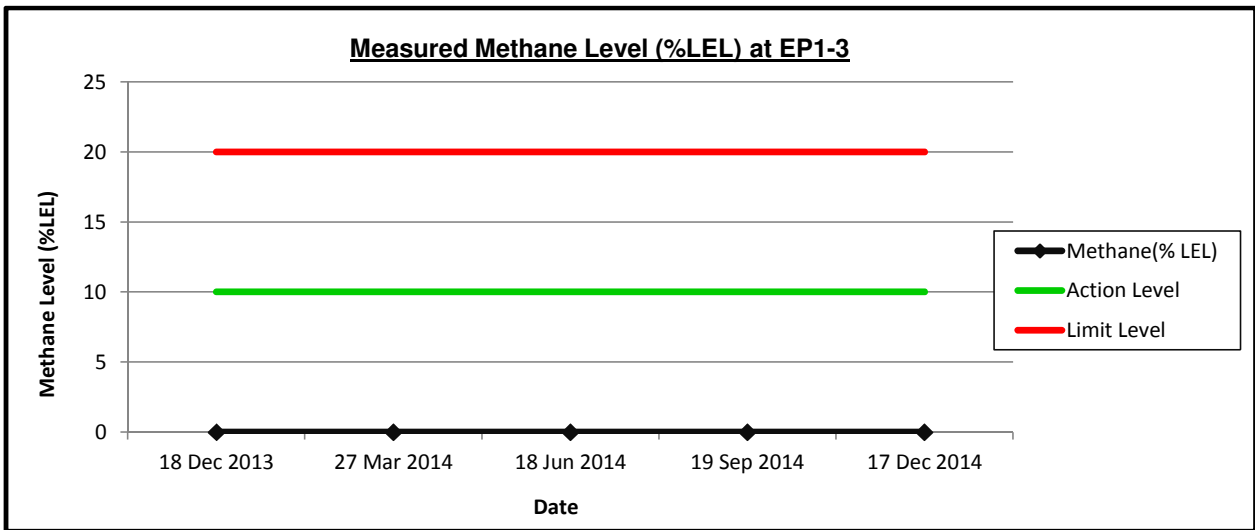 Measured Methane Level (%LEL) at EP1-3
25
20
15
10
5
0
Methane Level (%LEL)
18 Dec 2013
27 Mar 2014
18 Jun 2014
19 Sep 2014
17 Dec 2014
Date
Methane(% LEL)
Action Level
Limit Level